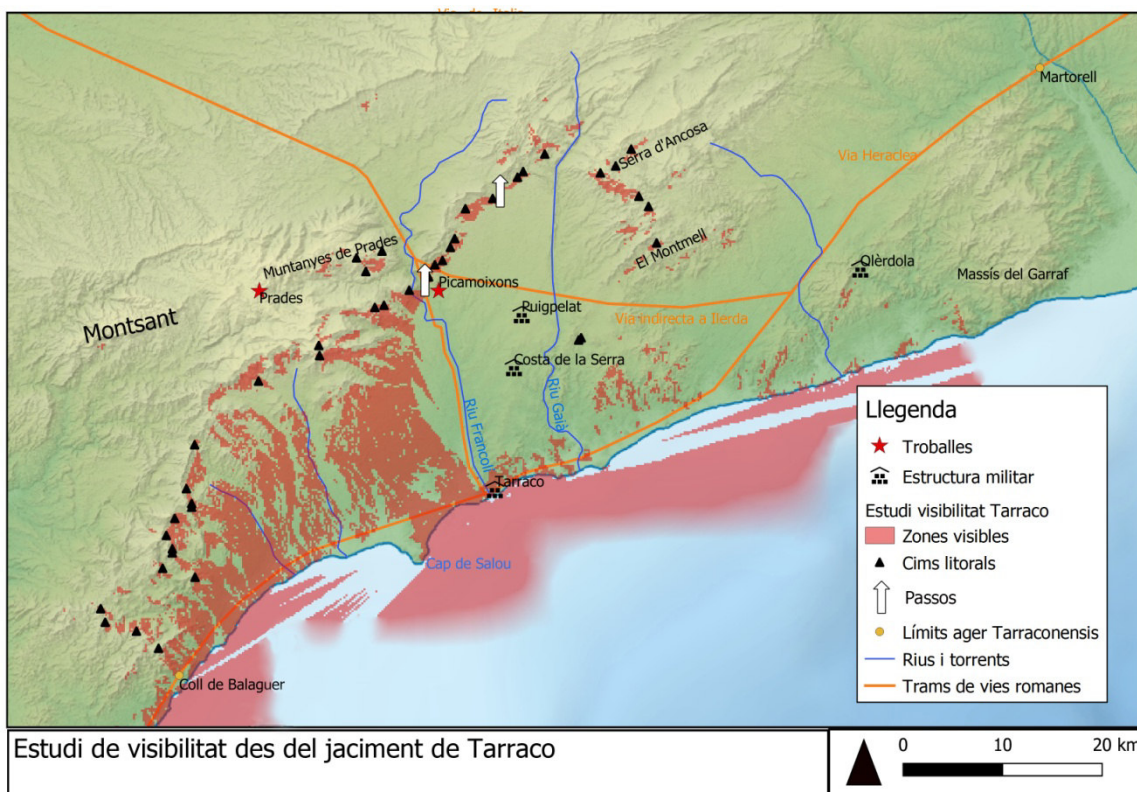 Via de Italia
Martorell
Via Heraclea
Serra d'Ancosa
Muntanyes de Prades
El Montmell
Olèrdola
Massís del Garraf
Prades
Picamoixons
Montsant
Puigpelat
Via indirecta a Ilerda
Costa de la Serra
Riu Francolí
Riu Gaià
Tarraco
Cap de Salou
Coll de Balaguer
Llegenda
Troballes
Estructura militar
Estudi visibilitat Tarraco
Zones visibles
Cims litorals
Passos
Límits ager Tarraconensis
Rius i torrents
Trams de vies romanes
Estudi de visibilitat des del jaciment de Tarraco
0 10 20 km